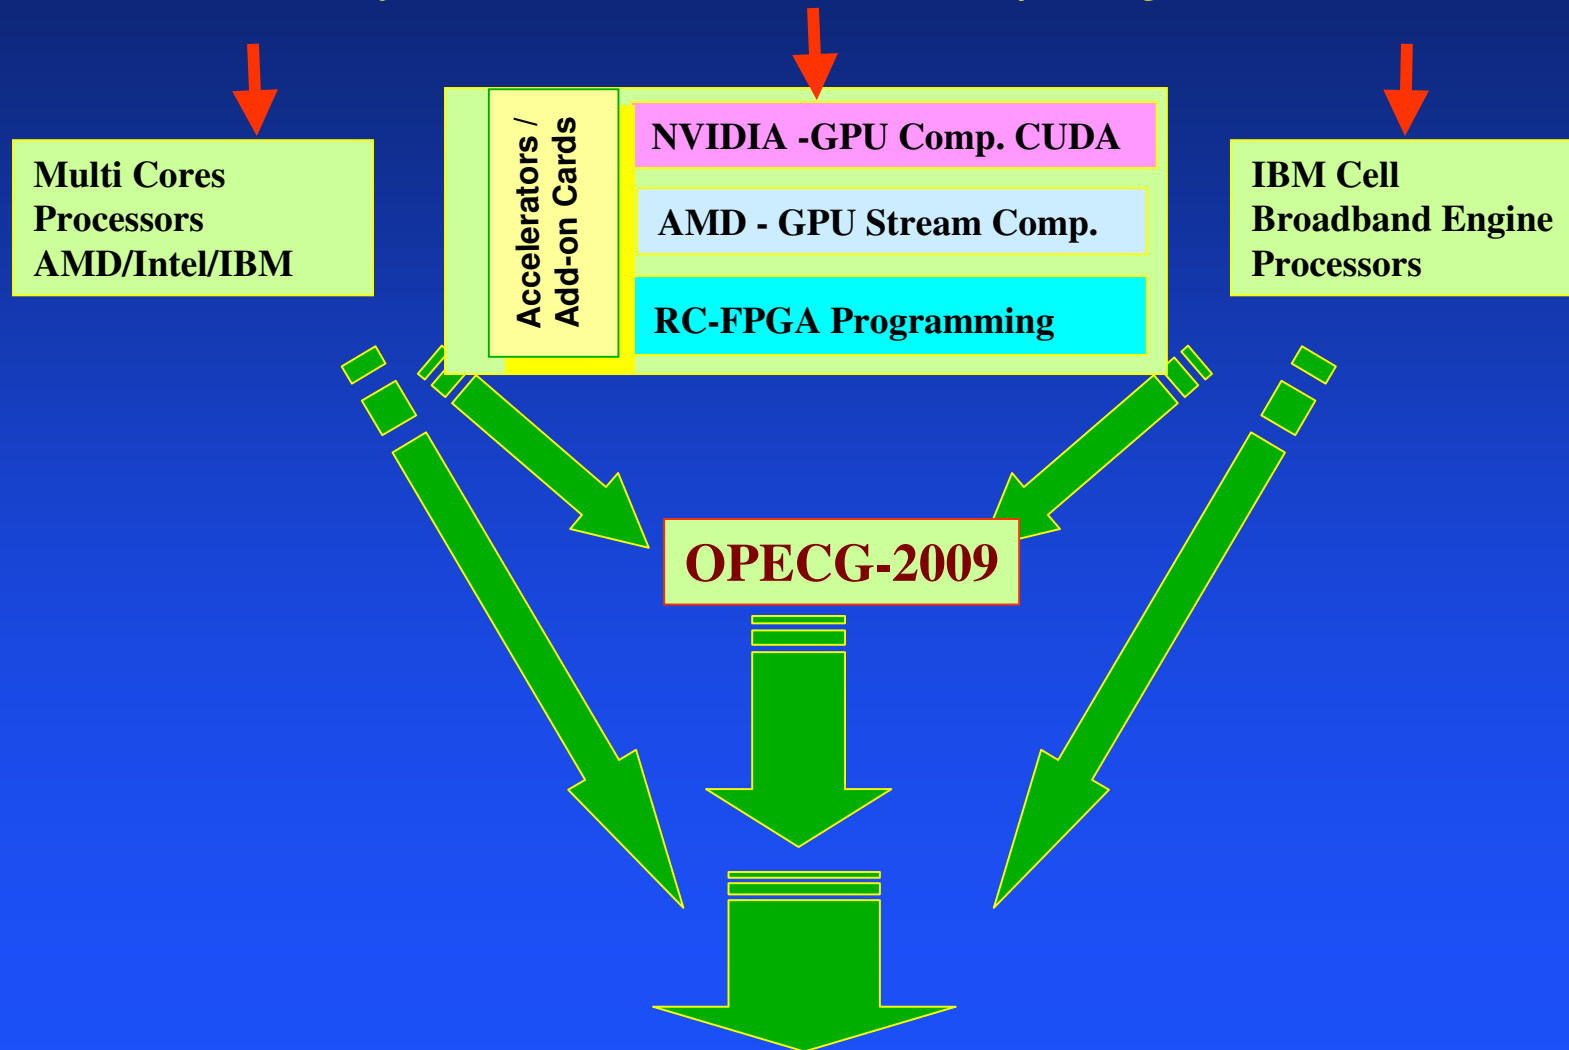 Multi Cores
Processors
AMD/Intel/IBM
Accelerators /
Add-on Cards
NVIDIA -GPU Comp. CUDA
AMD - GPU Stream Comp.
RC-FPGA Programming
IBM Cell
Broadband Engine
Processors
OPECG-2009